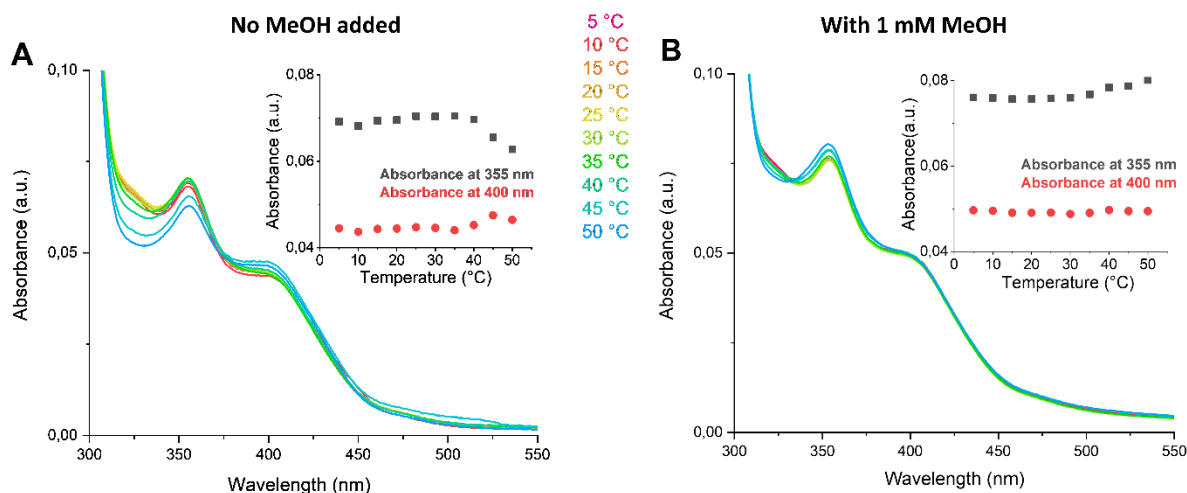 No MeOH added
A
Absorbance (a.u.)
0,10
0,05
0,00
300
350
400
450
500
550
Wavelength (nm)
Absorbance (a.u.)
0,08
0,06
0,04
Absorbance at 355 nm
Absorbance at 400 nm
0
10
20
30
40
50
Temperature (°C)
5 °C
10 °C
15 °C
20 °C
25 °C
30 °C
35 °C
40 °C
45 °C
50 °C
With 1 mM MeOH
B
Absorbance (a.u.)
0,10
0,05
0,00
300
350
400
450
500
550
Wavelength (nm)
Absorbance(a.u.)
0,08
0,06
0,04
Absorbance at 355 nm
Absorbance at 400 nm
0
10
20
30
40
50
Temperature (°C)